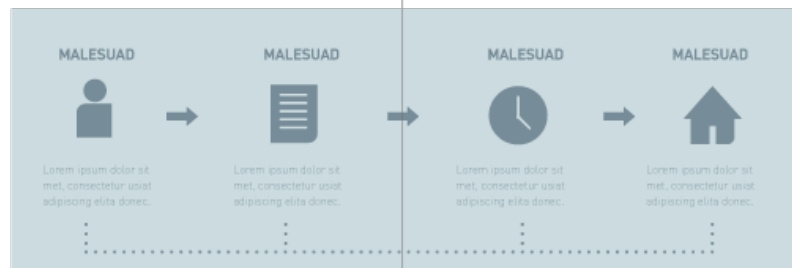 MALESUAD
MALESUAD
MALESUAD
MALESUAD
Lorem ipsum dolor sit
met, consectetur usiat
adipiscing elita donec.
Lorem ipsum dolor sit
met, consectetur usiat
adipiscing elita donec.
Lorem ipsum dolor sit
met, consectetur usiat
adipiscing elita donec.
Lorem ipsum dolor sit
met, consectetur usiat
adipiscing elita donec.